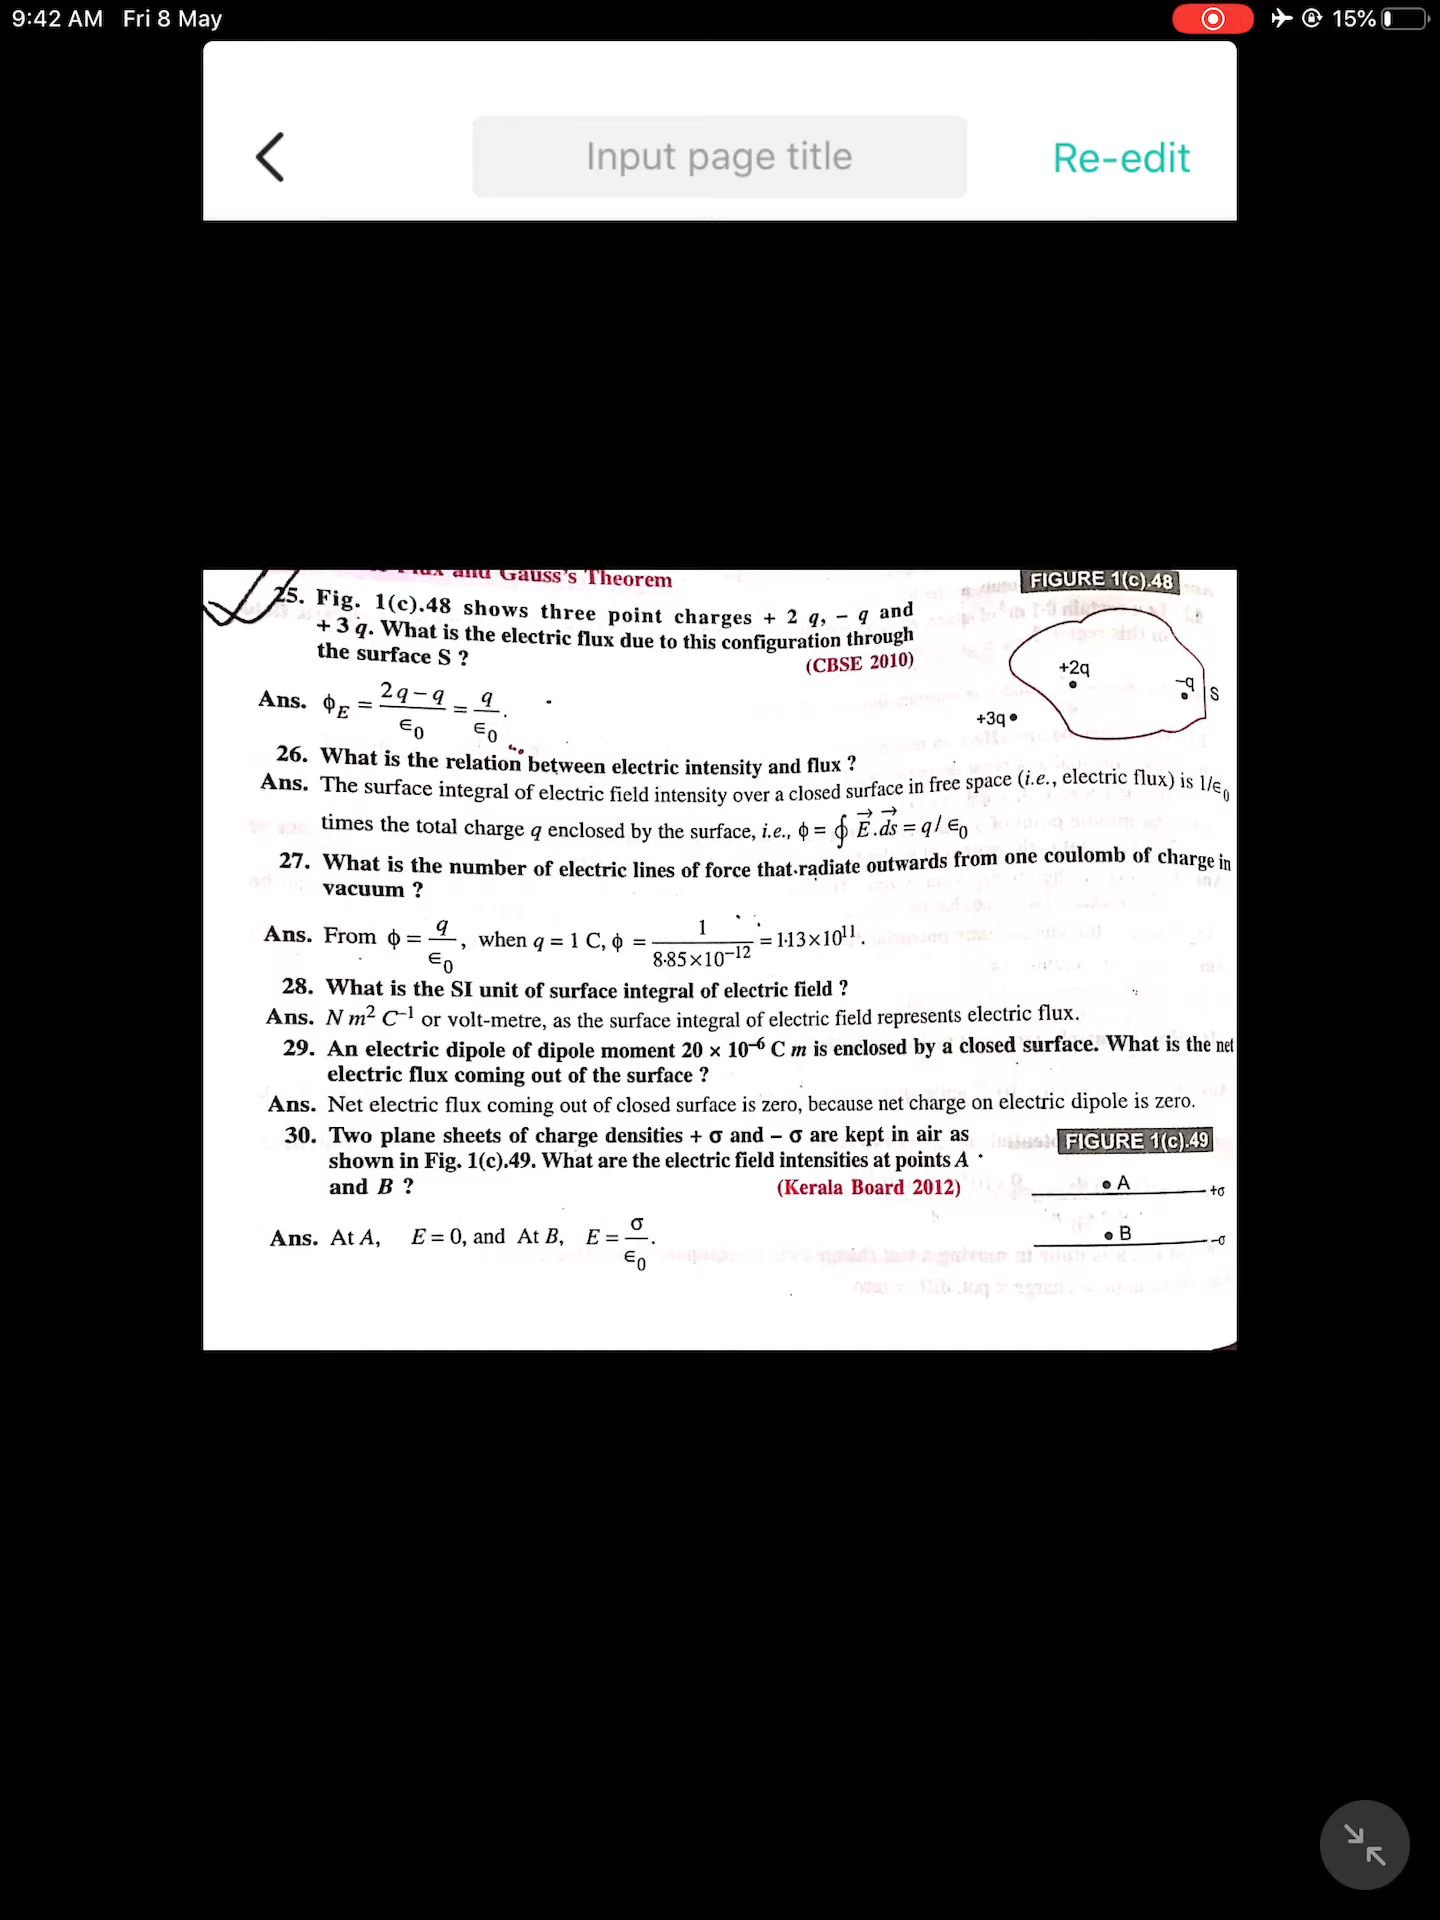 9:42 AM Fri 8 May
15%
Input page title
Re-edit
and Gauss's Theorem
25. Fig. 1(c).48 shows three point charges + 2 q, – q and
+ 3 q. What is the electric flux due to this configuration through
the surface S ?
(CBSE 2010)
FIGURE 1(c).48
+2q
–q
S
+3q
Ans. ϕE = 2q – q / ∈0 = q / ∈0 .
26. What is the relation between electric intensity and flux ?
Ans. The surface integral of electric field intensity over a closed surface in free space (i.e., electric flux) is 1/∈0
times the total charge q enclosed by the surface, i.e., ϕ = ∮ E→.ds→ = q/ ∈0
27. What is the number of electric lines of force that radiate outwards from one coulomb of charge in
vacuum ?
Ans. From ϕ = q / ∈0 , when q = 1 C, ϕ = 1 / 8·85×10–12 = 1·13×10¹¹.
28. What is the SI unit of surface integral of electric field ?
Ans. N m² C–1 or volt-metre, as the surface integral of electric field represents electric flux.
29. An electric dipole of dipole moment 20 × 10–6 C m is enclosed by a closed surface. What is the net
electric flux coming out of the surface ?
Ans. Net electric flux coming out of closed surface is zero, because net charge on electric dipole is zero.
30. Two plane sheets of charge densities + σ and – σ are kept in air as
shown in Fig. 1(c).49. What are the electric field intensities at points A
and B ?
(Kerala Board 2012)
FIGURE 1(c).49
A
+σ
B
–σ
Ans. At A, E = 0, and At B, E = σ / ∈0 .